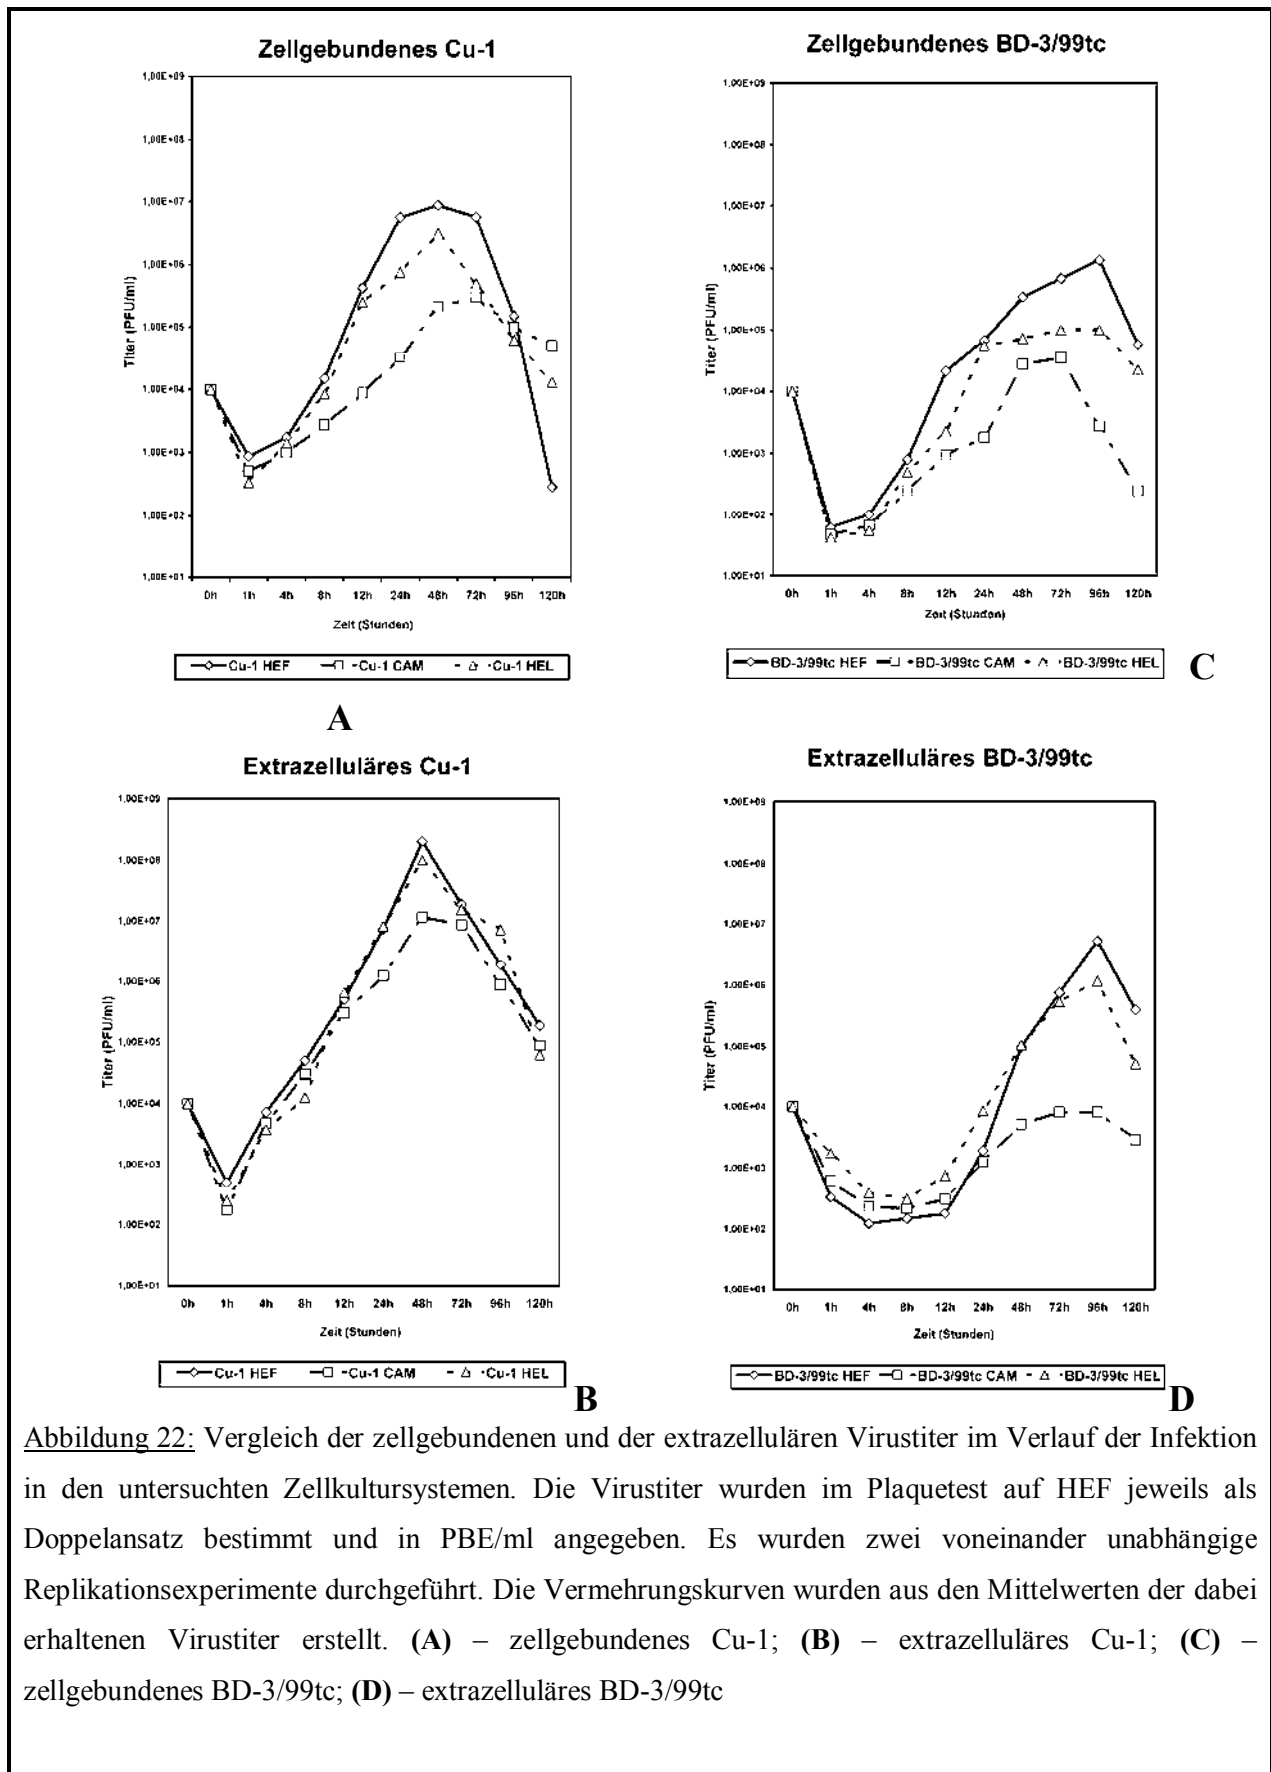 Zellgebundenes Cu-1
1,00E+09
1,00E+08
1,00E+07
1,00E+06
1,00E+05
1,00E+04
1,00E+03
1,00E+02
1,00E+01
Titer (PFU/ml)
0h 1h 4h 8h 12h 24h 48h 72h 96h 120h
Zeit (Stunden)
Cu-1 HEF Cu-1 CAM Cu-1 HEL
A
Zellgebundenes BD-3/99tc
1,00E+09
1,00E+08
1,00E+07
1,00E+06
1,00E+05
1,00E+04
1,00E+03
1,00E+02
1,00E+01
Titer (PFU/ml)
0h 1h 4h 8h 12h 24h 48h 72h 96h 120h
Zeit (Stunden)
BD-3/99tc HEF BD-3/99tc CAM BD-3/99tc HEL
C
Extrazelluläres Cu-1
1,00E+09
1,00E+08
1,00E+07
1,00E+06
1,00E+05
1,00E+04
1,00E+03
1,00E+02
1,00E+01
Titer (PFU/ml)
0h 1h 4h 8h 12h 24h 48h 72h 96h 120h
Zeit (Stunden)
Cu-1 HEF Cu-1 CAM Cu-1 HEL
B
Extrazelluläres BD-3/99tc
1,00E+09
1,00E+08
1,00E+07
1,00E+06
1,00E+05
1,00E+04
1,00E+03
1,00E+02
1,00E+01
Titer (PFU/ml)
0h 1h 4h 8h 12h 24h 48h 72h 96h 120h
Zeit (Stunden)
BD-3/99tc HEF BD-3/99tc CAM BD-3/99tc HEL
D
Abbildung 22: Vergleich der zellgebundenen und der extrazellulären Virustiter im Verlauf der Infektion
in den untersuchten Zellkultursystemen. Die Virustiter wurden im Plaquetest auf HEF jeweils als
Doppelansatz bestimmt und in PBE/ml angegeben. Es wurden zwei voneinander unabhängige
Replikationsexperimente durchgeführt. Die Vermehrungskurven wurden aus den Mittelwerten der dabei
erhaltenen Virustiter erstellt. (A) – zellgebundenes Cu-1; (B) – extrazelluläres Cu-1; (C) –
zellgebundenes BD-3/99tc; (D) – extrazelluläres BD-3/99tc